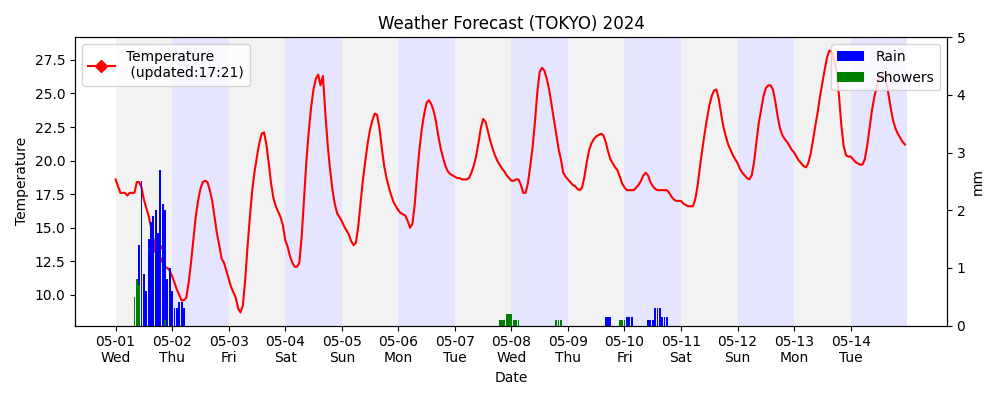 Weather Forecast (TOKYO) 2024
Temperature
(updated:17:21)
Rain
Showers
Temperature
27.5
25.0
22.5
20.0
17.5
15.0
12.5
10.0
5
4
3
2
1
0
mm
05-01 05-02 05-03 05-04 05-05 05-06 05-07 05-08 05-09 05-10 05-11 05-12 05-13 05-14
Wed Thu Fri Sat Sun Mon Tue Wed Thu Fri Sat Sun Mon Tue
Date